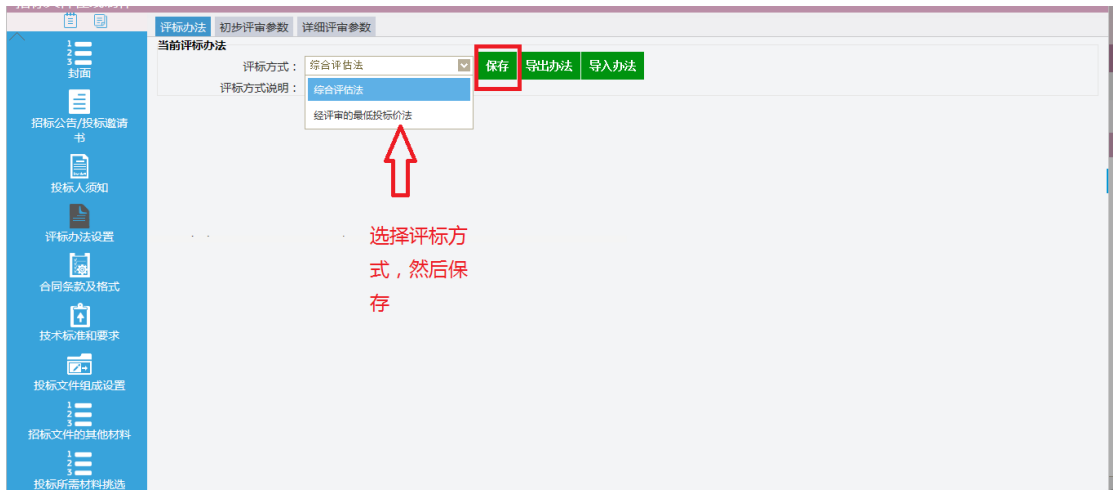 评标办法 初步评审参数 详细评审参数
当前评标办法
评标方式： 综合评估法 保存 导出办法 导入办法
评标方式说明： 综合评估法
经评审的最低投标价法
选择评标方
式，然后保
存
封面
招标公告/投标邀请
书
投标人须知
评标办法设置
合同条款及格式
技术标准和要求
投标文件组成设置
招标文件的其他材料
投标所需材料挑选